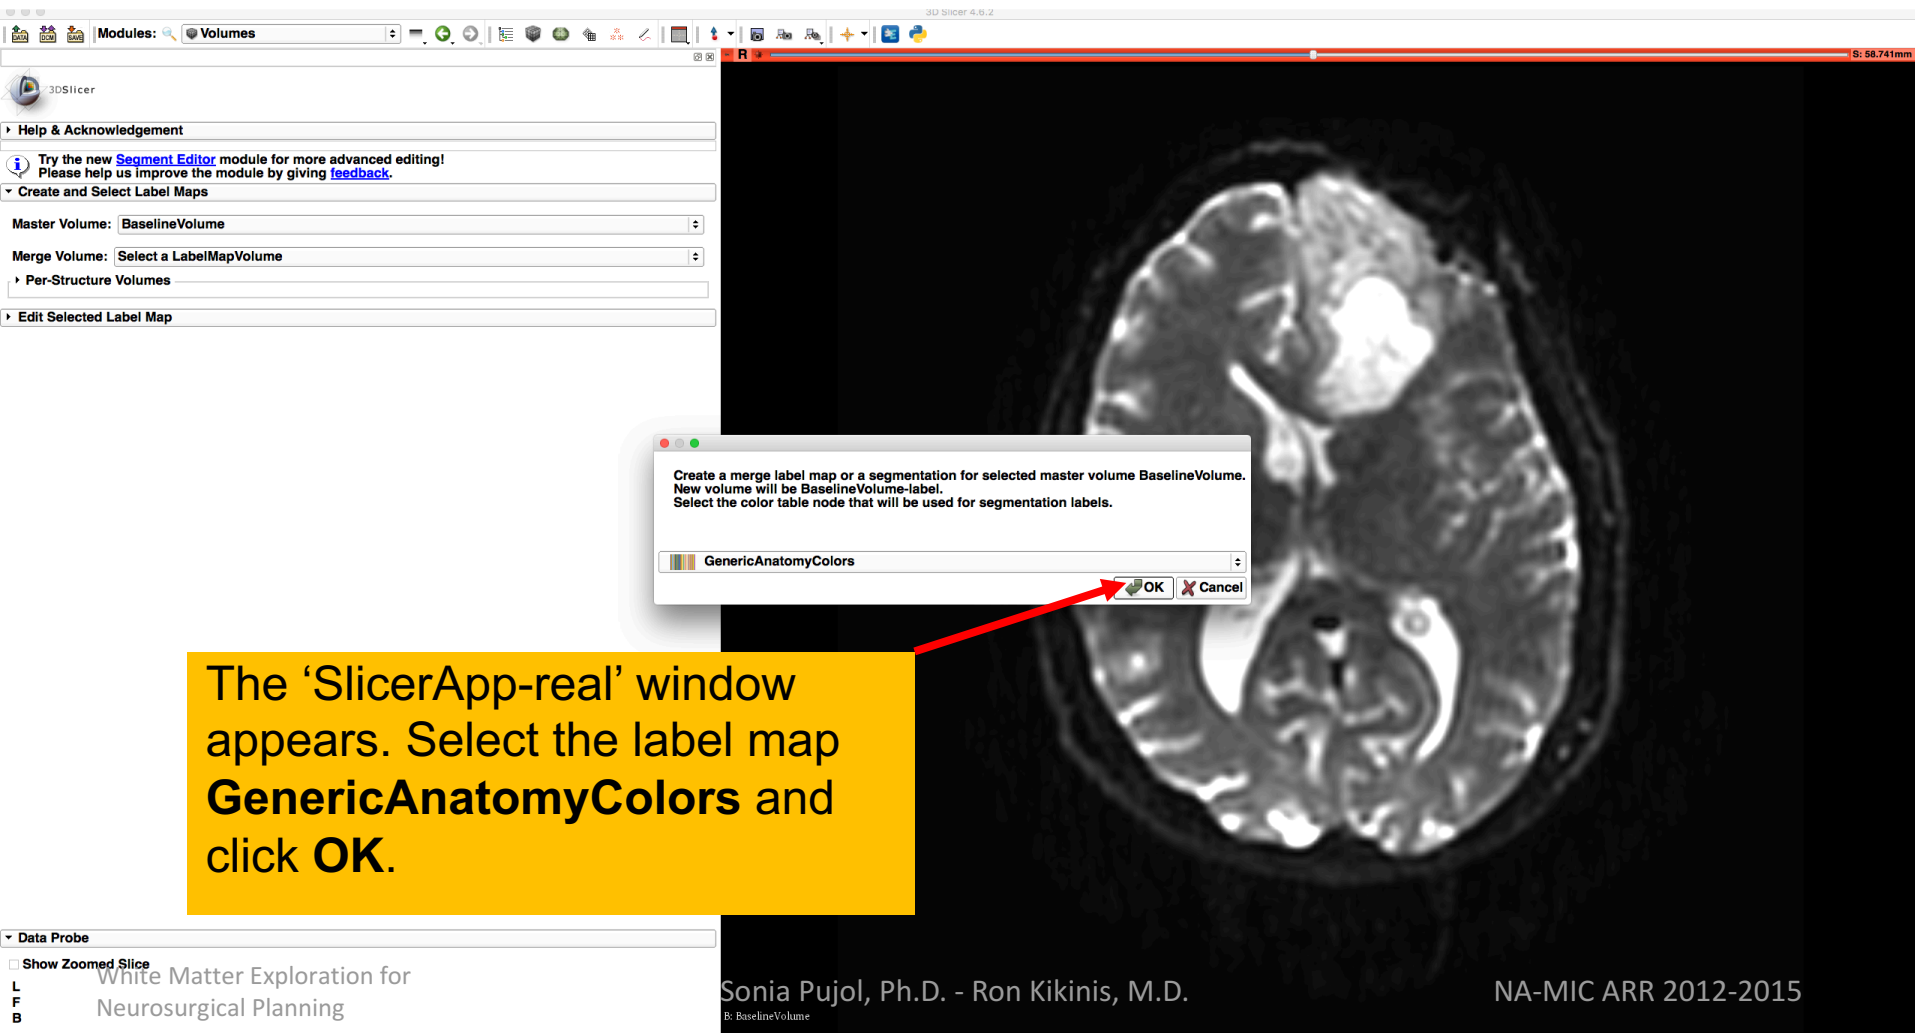 3D Slicer 4.6.2
DATA
DCM
SAVE
Modules:
Volumes
R
S: 58.741mm
3DSlicer
Help & Acknowledgement
Try the new Segment Editor module for more advanced editing!
Please help us improve the module by giving feedback.
Create and Select Label Maps
Master Volume: BaselineVolume
Merge Volume: Select a LabelMapVolume
Per-Structure Volumes
Edit Selected Label Map
Create a merge label map or a segmentation for selected master volume BaselineVolume.
New volume will be BaselineVolume-label.
Select the color table node that will be used for segmentation labels.
GenericAnatomyColors
OK
Cancel
The ‘SlicerApp-real’ window
appears. Select the label map
GenericAnatomyColors and
click OK.
Data Probe
Show Zoomed Slice
L
F
B
White Matter Exploration for
Neurosurgical Planning
Sonia Pujol, Ph.D. - Ron Kikinis, M.D.
NA-MIC ARR 2012-2015
B: BaselineVolume